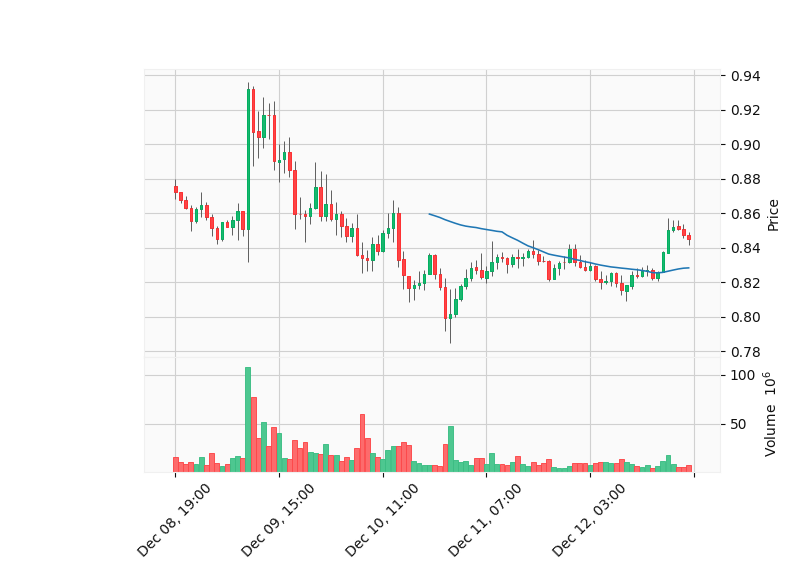 0.94
0.92
0.90
0.88
0.86
0.84
0.82
0.80
0.78
Price
100
50
Volume 10^6
Dec 08, 19:00
Dec 09, 15:00
Dec 10, 11:00
Dec 11, 07:00
Dec 12, 03:00